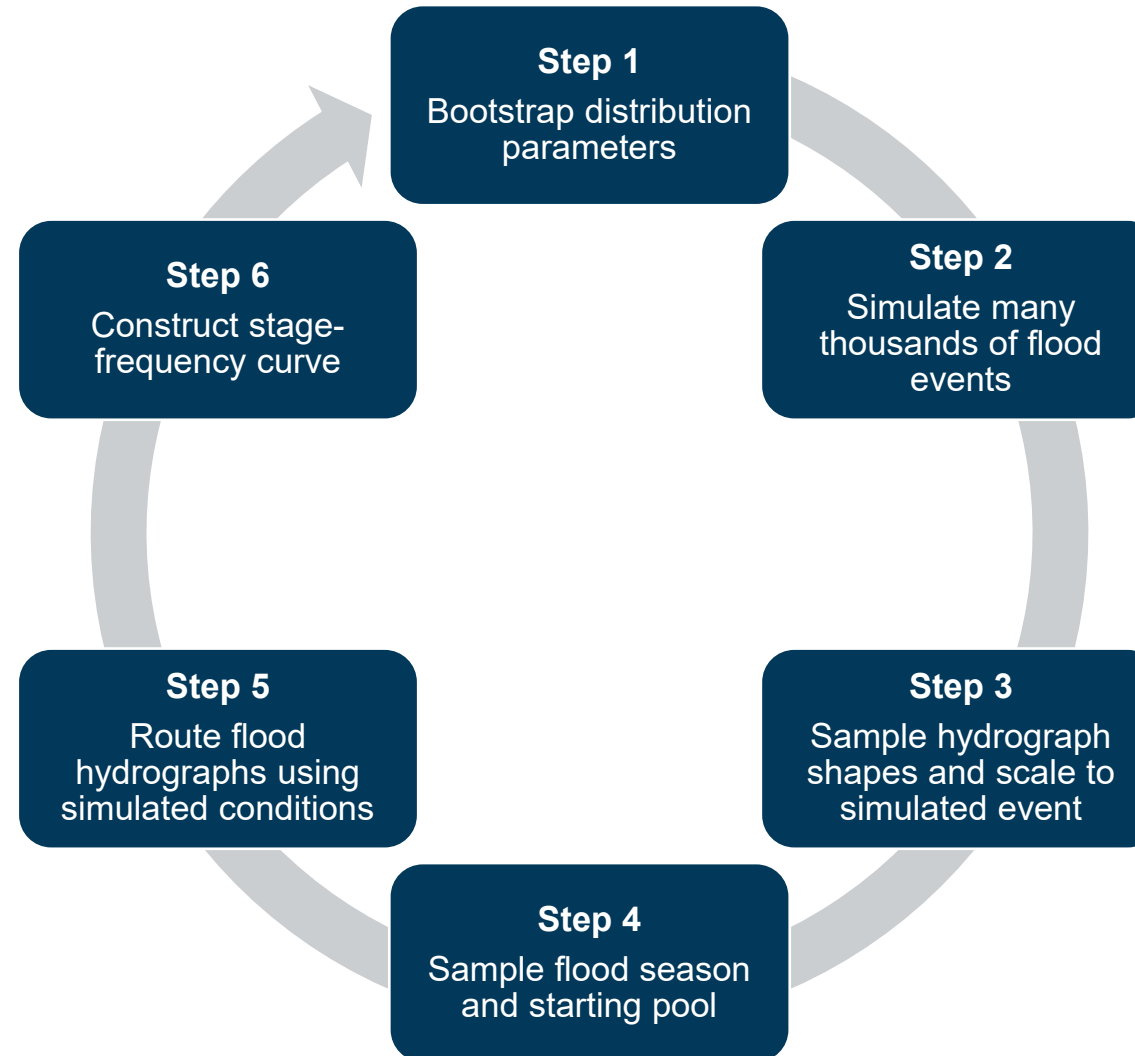 Step 1
Bootstrap distribution
parameters
Step 2
Simulate many
thousands of flood
events
Step 3
Sample hydrograph
shapes and scale to
simulated event
Step 4
Sample flood season
and starting pool
Step 5
Route flood
hydrographs using
simulated conditions
Step 6
Construct stage-
frequency curve